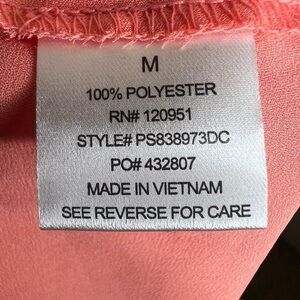 M
100% POLYESTER
RN# 120951
STYLE# PS838973DC
PO# 432807
MADE IN VIETNAM
SEE REVERSE FOR CARE